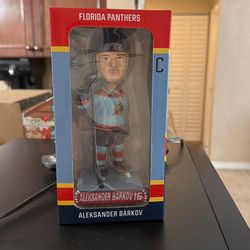 FLORIDA PANTHERS
C
ALEKSANDER BARKOV 16
ALEKSANDER BARKOV